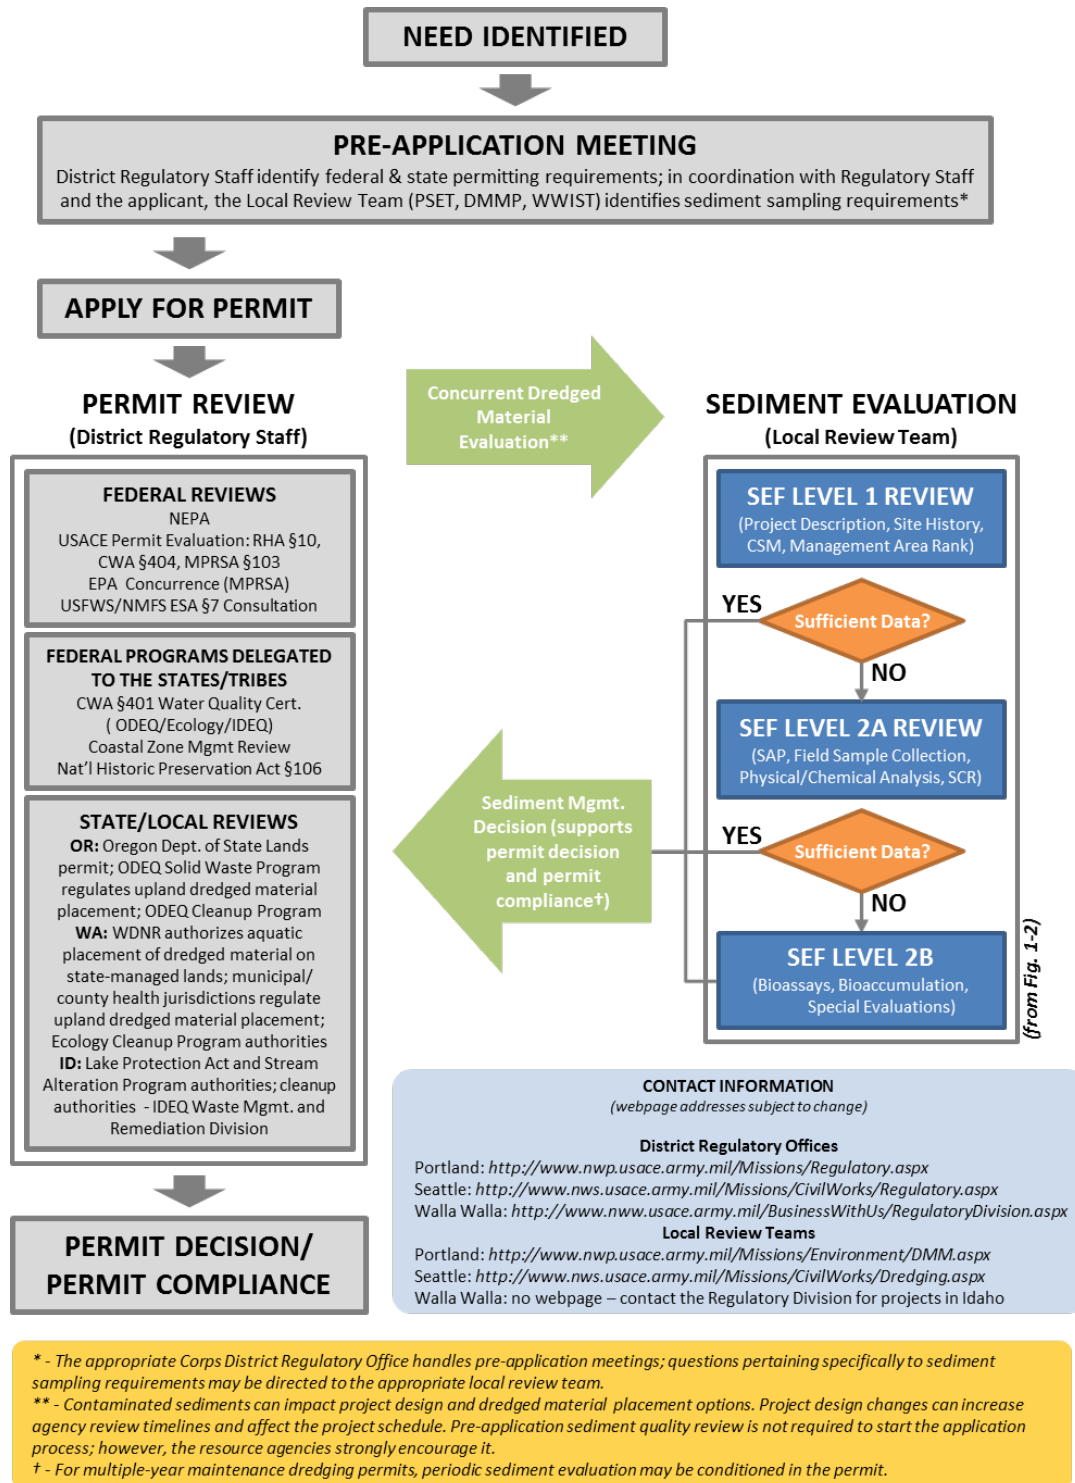 NEED IDENTIFIED
PRE-APPLICATION MEETING
District Regulatory Staff identify federal & state permitting requirements; in coordination with Regulatory Staff
and the applicant, the Local Review Team (PSET, DMMP, WWIST) identifies sediment sampling requirements*
APPLY FOR PERMIT
PERMIT REVIEW
(District Regulatory Staff)
FEDERAL REVIEWS
NEPA
USACE Permit Evaluation: RHA §10,
CWA §404, MPRSA §103
EPA Concurrence (MPRSA)
USFWS/NMFS ESA §7 Consultation
FEDERAL PROGRAMS DELEGATED
TO THE STATES/TRIBES
CWA §401 Water Quality Cert.
( ODEQ/Ecology/IDEQ)
Coastal Zone Mgmt Review
Nat'l Historic Preservation Act §106
STATE/LOCAL REVIEWS
OR: Oregon Dept. of State Lands
permit; ODEQ Solid Waste Program
regulates upland dredged material
placement; ODEQ Cleanup Program
WA: WDNR authorizes aquatic
placement of dredged material on
state-managed lands; municipal/
county health jurisdictions regulate
upland dredged material placement;
Ecology Cleanup Program authorities
ID: Lake Protection Act and Stream
Alteration Program authorities; cleanup
authorities - IDEQ Waste Mgmt. and
Remediation Division
PERMIT DECISION/
PERMIT COMPLIANCE
Concurrent Dredged
Material
Evaluation**
SEDIMENT EVALUATION
(Local Review Team)
SEF LEVEL 1 REVIEW
(Project Description, Site History,
CSM, Management Area Rank)
YES
Sufficient Data?
NO
SEF LEVEL 2A REVIEW
(SAP, Field Sample Collection,
Physical/Chemical Analysis, SCR)
YES
Sufficient Data?
NO
SEF LEVEL 2B
(Bioassays, Bioaccumulation,
Special Evaluations)
(from Fig. 1-2)
Sediment Mgmt.
Decision (supports
permit decision
and permit
compliance†)
CONTACT INFORMATION
(webpage addresses subject to change)
District Regulatory Offices
Portland: http://www.nwp.usace.army.mil/Missions/Regulatory.aspx
Seattle: http://www.nws.usace.army.mil/Missions/CivilWorks/Regulatory.aspx
Walla Walla: http://www.nww.usace.army.mil/BusinessWithUs/RegulatoryDivision.aspx
Local Review Teams
Portland: http://www.nwp.usace.army.mil/Missions/Environment/DMM.aspx
Seattle: http://www.nws.usace.army.mil/Missions/CivilWorks/Dredging.aspx
Walla Walla: no webpage – contact the Regulatory Division for projects in Idaho
* - The appropriate Corps District Regulatory Office handles pre-application meetings; questions pertaining specifically to sediment
sampling requirements may be directed to the appropriate local review team.
** - Contaminated sediments can impact project design and dredged material placement options. Project design changes can increase
agency review timelines and affect the project schedule. Pre-application sediment quality review is not required to start the application
process; however, the resource agencies strongly encourage it.
† - For multiple-year maintenance dredging permits, periodic sediment evaluation may be conditioned in the permit.